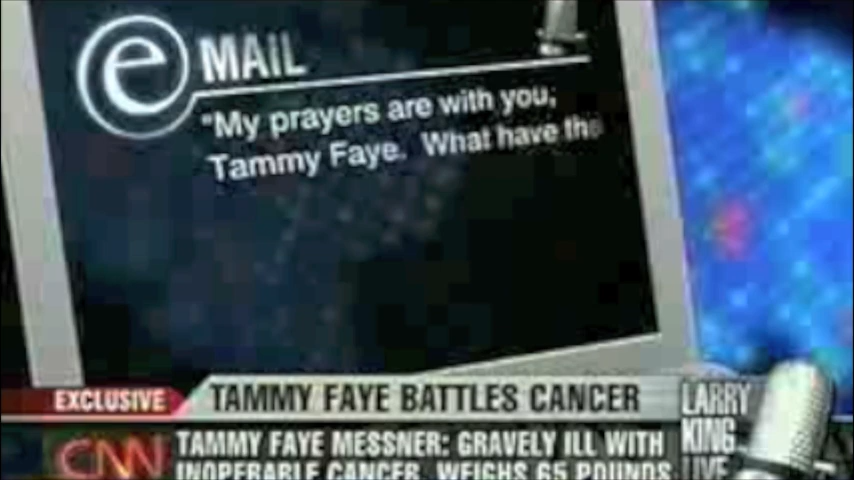 e MAIL
"My prayers are with you,
Tammy Faye. What have the
EXCLUSIVE
TAMMY FAYE BATTLES CANCER
CNN
TAMMY FAYE MESSNER: GRAVELY ILL WITH
INOPERABLE CANCER, WEIGHS 65 POUNDS
LARRY
KING
LIVE